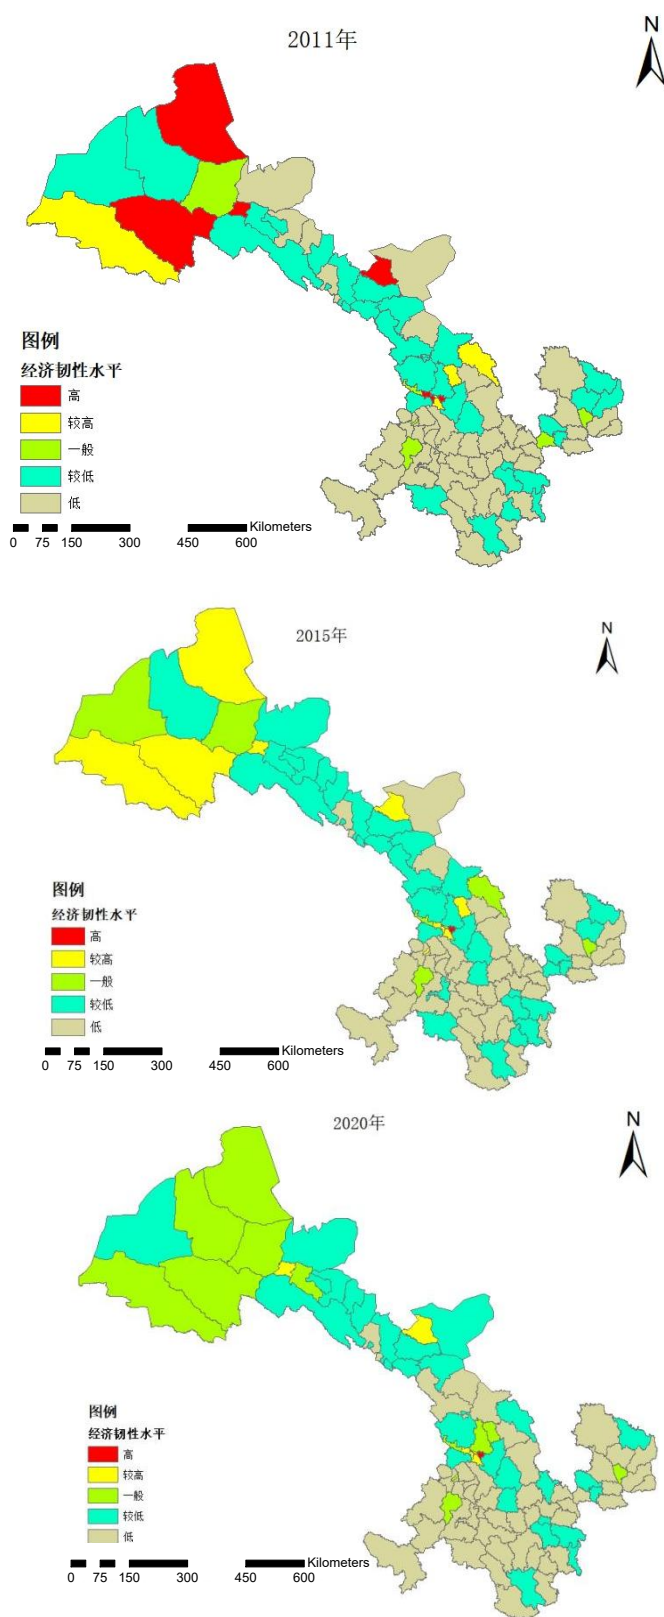 2011年
N
图例
经济韧性水平
高
较高
一般
较低
低
Kilometers
0 75 150 300 450 600
2015年
N
图例
经济韧性水平
高
较高
一般
较低
低
Kilometers
0 75 150 300 450 600
2020年
N
图例
经济韧性水平
高
较高
一般
较低
低
Kilometers
0 75 150 300 450 600